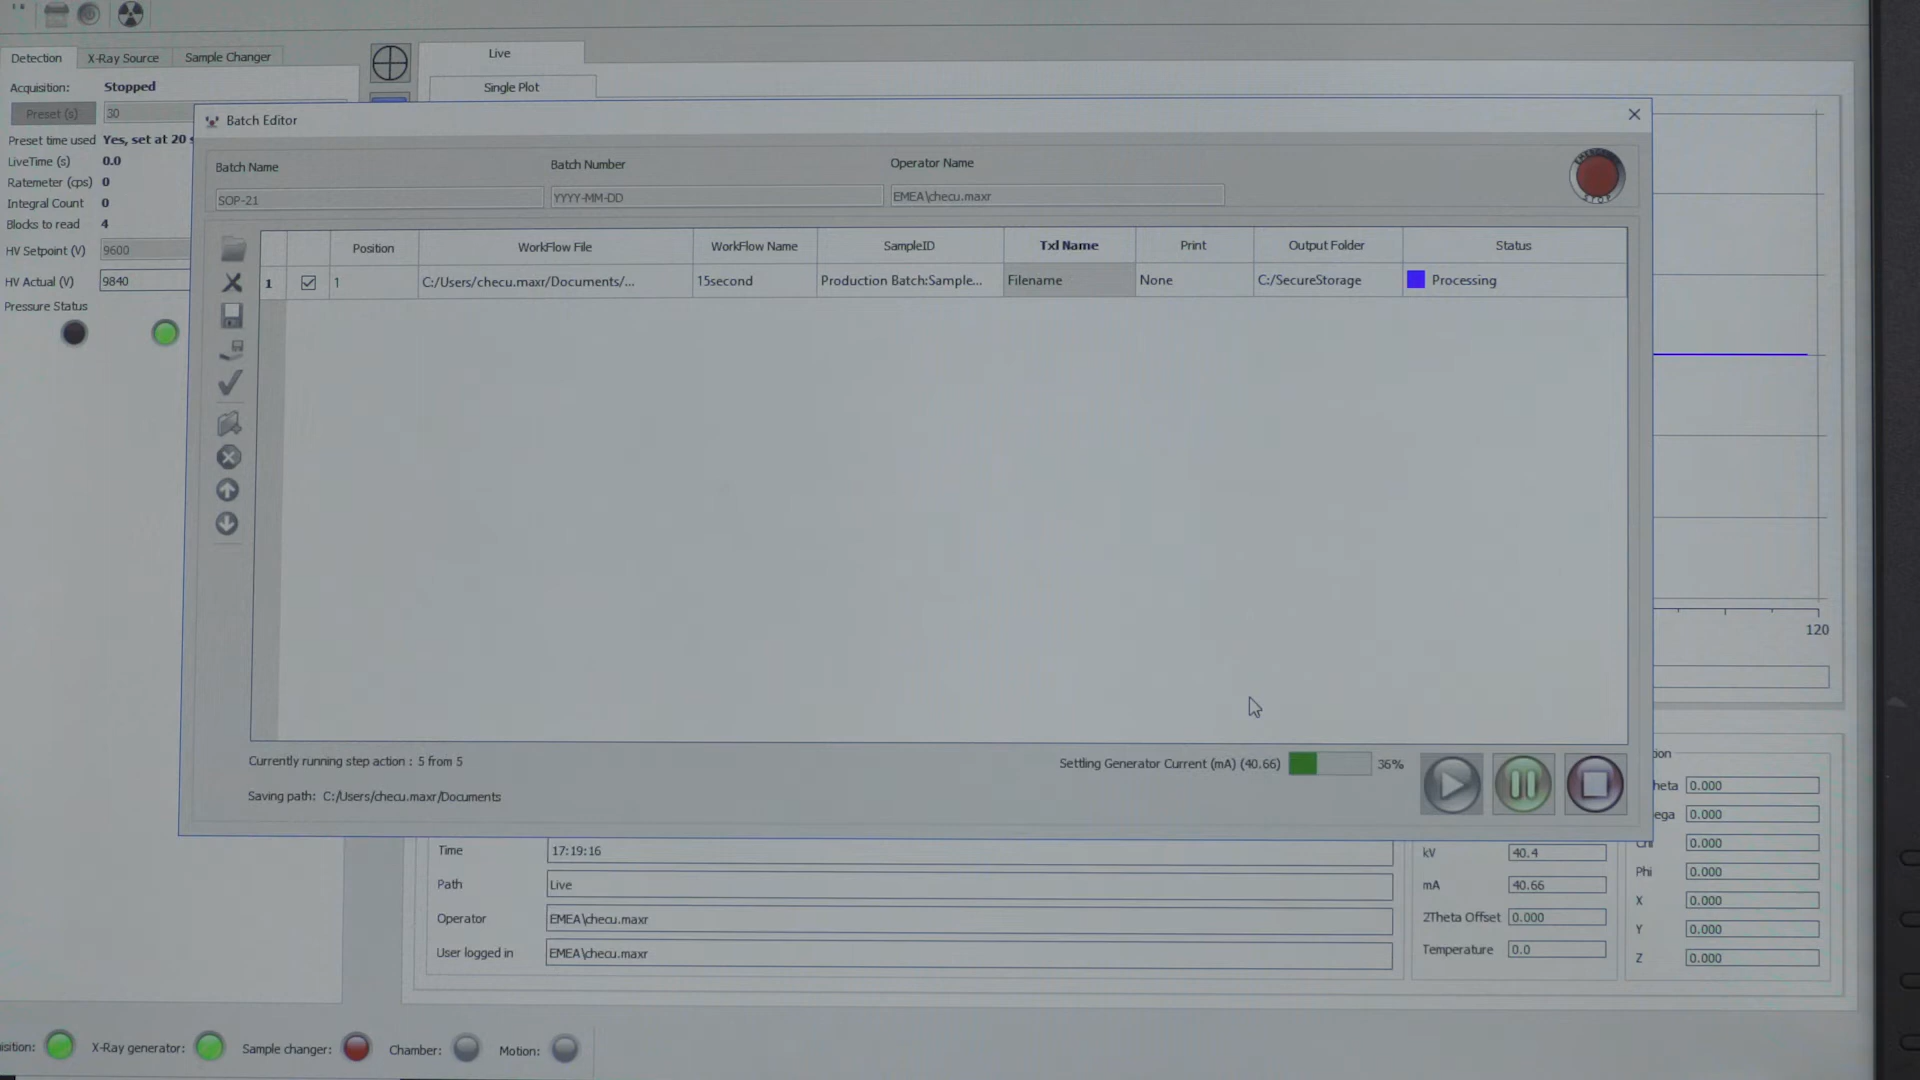 Detection X-Ray Source Sample Changer
Live
Single Plot
Acquisition: Stopped
Preset (s) 30
Preset time used Yes, set at 20
LiveTime (s) 0.0
Ratemeter (cps) 0
Integral Count 0
Blocks to read 4
HV Setpoint (V) 9600
HV Actual (V) 9840
Pressure Status
Batch Editor
Batch Name Batch Number Operator Name
SOP-21 YYYY-MM-DD EMEA\checu.maxr
STOP
Position WorkFlow File WorkFlow Name SampleID Txl Name Print Output Folder Status
1 1 C:/Users/checu.maxr/Documents/... 15second Production Batch:Sample... Filename None C:/SecureStorage Processing
120
Currently running step action : 5 from 5
Settling Generator Current (mA) (40.66) 36%
Saving path: C:/Users/checu.maxr/Documents
Time 17:19:16
Path Live
Operator EMEA\checu.maxr
User logged in EMEA\checu.maxr
kV 40.4
mA 40.66
2Theta Offset 0.000
Temperature 0.0
ion
heta 0.000
ega 0.000
Chi 0.000
Phi 0.000
X 0.000
Y 0.000
Z 0.000
isition: X-Ray generator: Sample changer: Chamber: Motion: